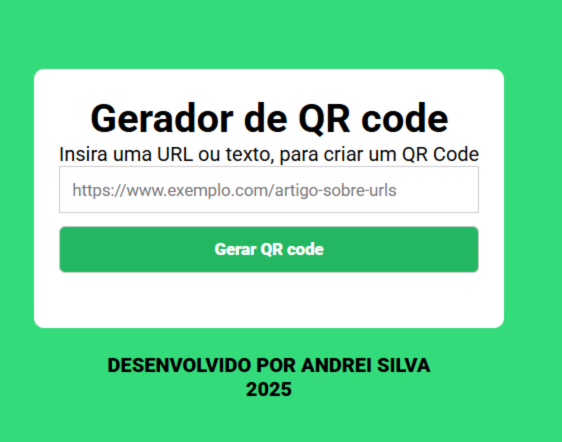 Gerador de QR code
Insira uma URL ou texto, para criar um QR Code
https://www.exemplo.com/artigo-sobre-urls
Gerar QR code
DESENVOLVIDO POR ANDREI SILVA
2025